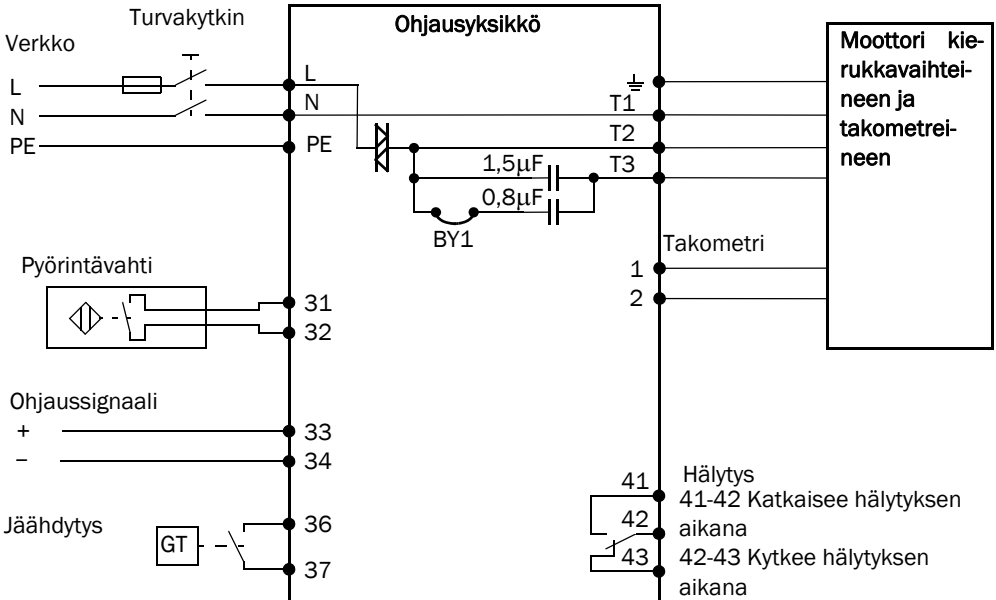 Turvakytkin
Ohjausyksikkö
Verkko
L
N
PE
L
N
PE
T1
T2
T3
1,5µF
0,8µF
BY1
Moottori kie-
rukkavaihtei-
neen ja
takometrei-
neen
Takometri
1
2
Pyörintävahti
31
32
Ohjaussignaali
+
–
33
34
Jäähdytys
GT
36
37
Hälytys
41
41-42 Katkaisee hälytyksen
42
aikana
43
42-43 Kytkee hälytyksen
aikana